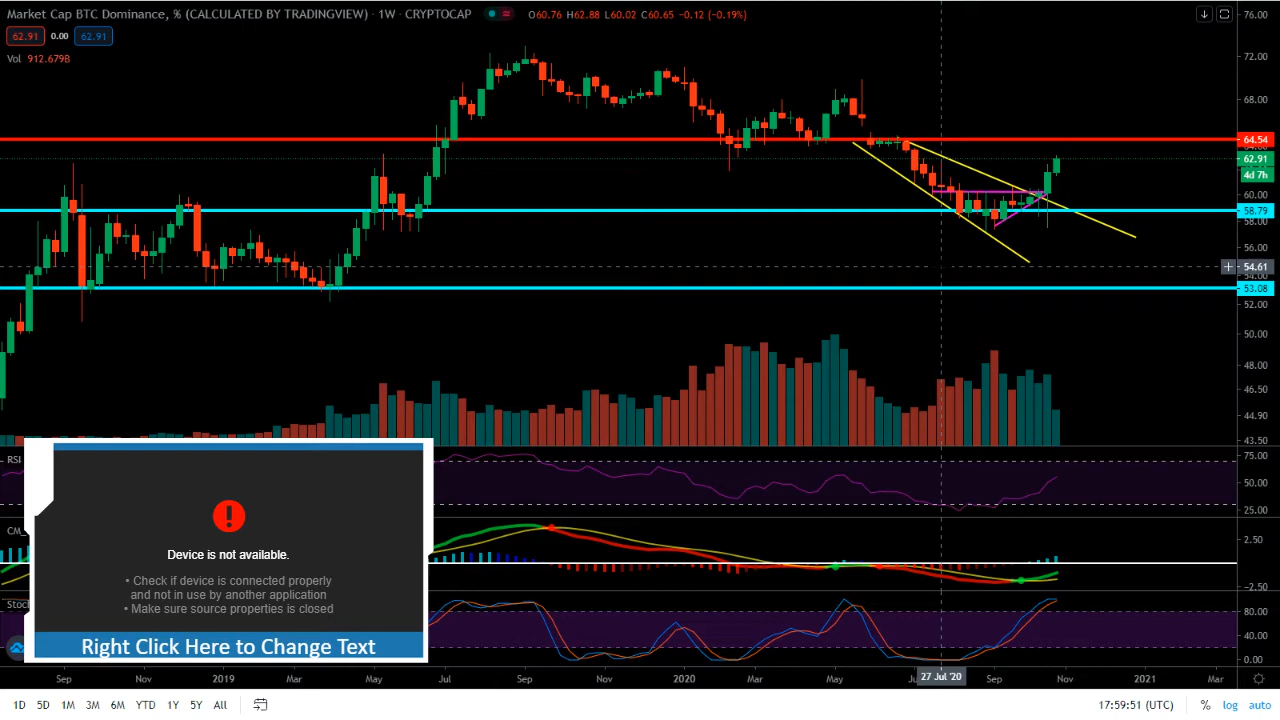 Market Cap BTC Dominance, % (CALCULATED BY TRADINGVIEW) · 1W · CRYPTOCAP O60.76 H62.88 L60.02 C60.65 -0.12 (-0.19%)
62.91 0.00 62.91
Vol 912.679B
76.00
72.00
68.00
64.54
62.91
4d 7h
60.00
58.79
58.00
56.00
54.61
54.00
53.08
52.00
50.00
48.00
46.50
44.90
43.50
RSI
75.00
50.00
25.00
CM_
2.50
-2.50
Stoch
80.00
40.00
0.00
Device is not available.
• Check if device is connected properly
and not in use by another application
• Make sure source properties is closed
Right Click Here to Change Text
Sep Nov 2019 Mar May Jul Sep Nov 2020 Mar May 27 Jul '20 Sep Nov 2021 Mar
1D 5D 1M 3M 6M YTD 1Y 5Y All 17:59:51 (UTC) % log auto